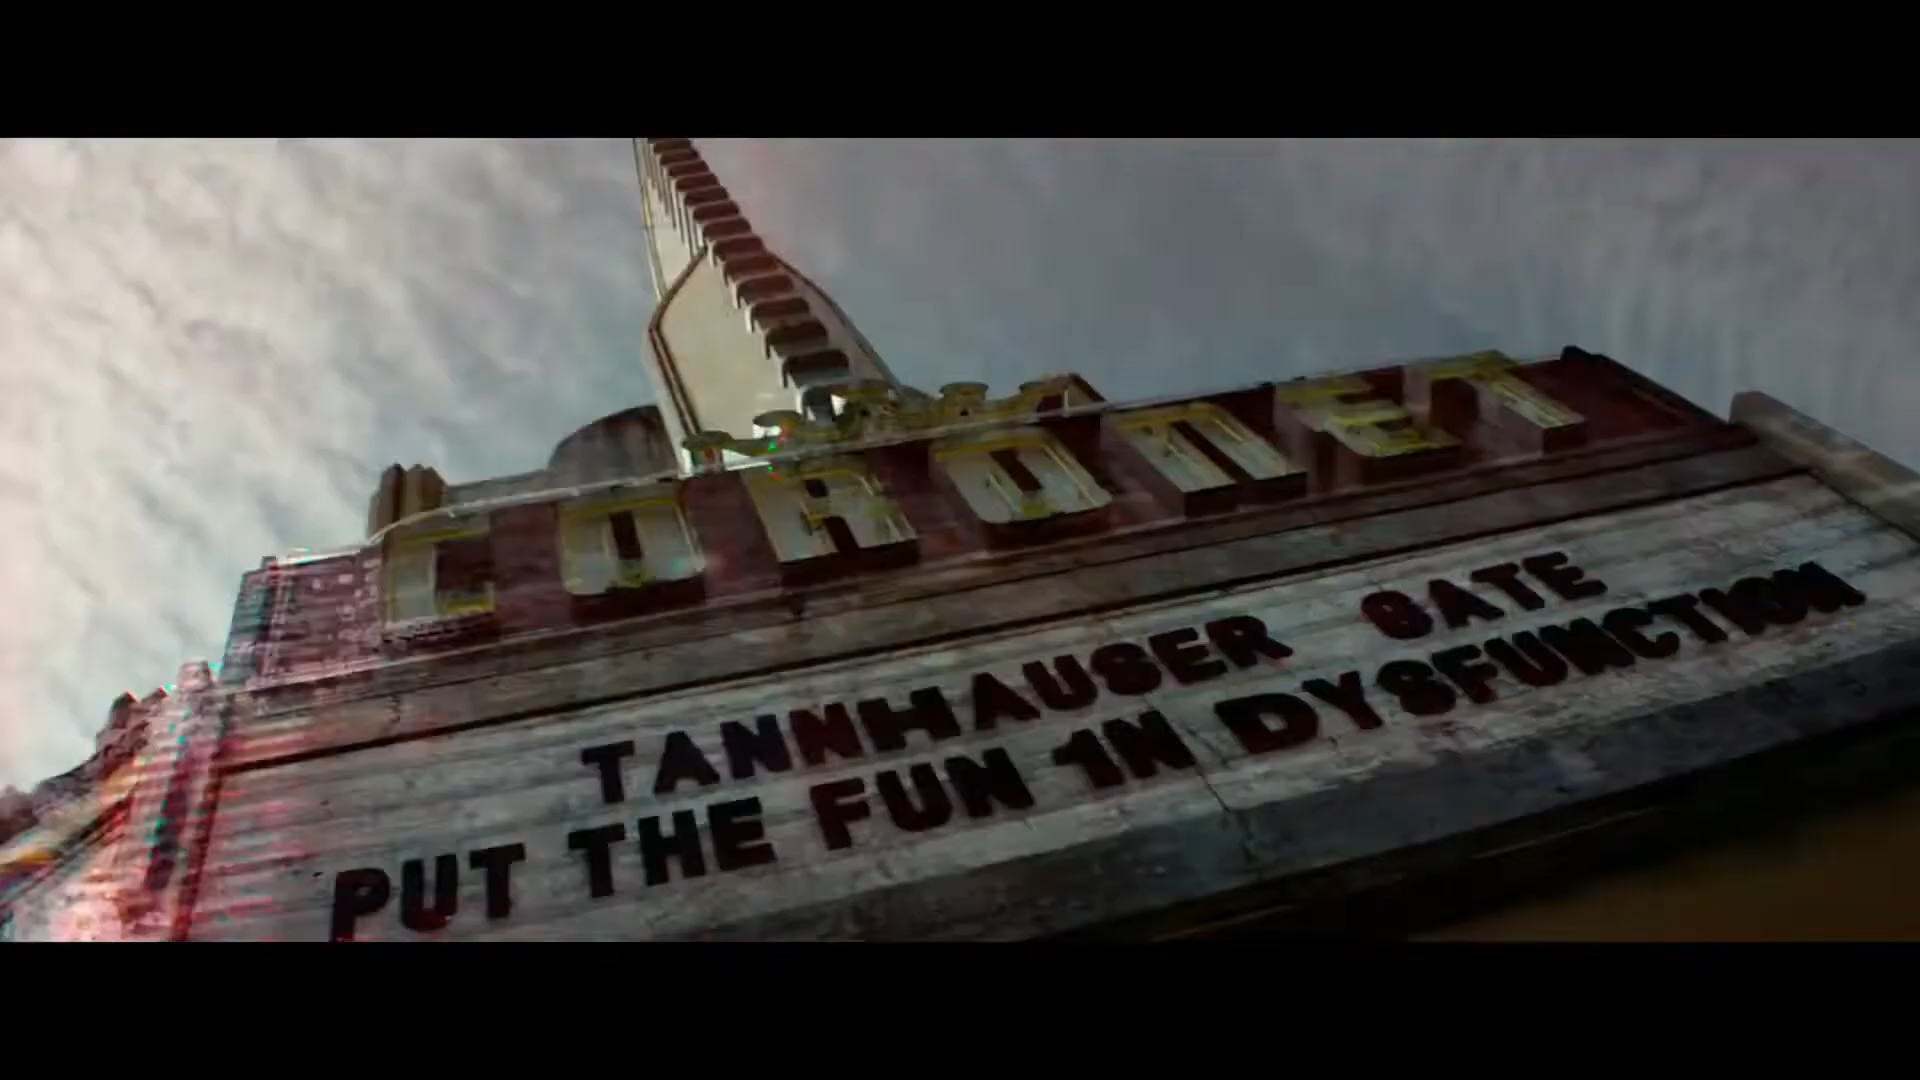 CORONET
TANNHAUSER GATE
PUT THE FUN 1N DYSFUNCTION